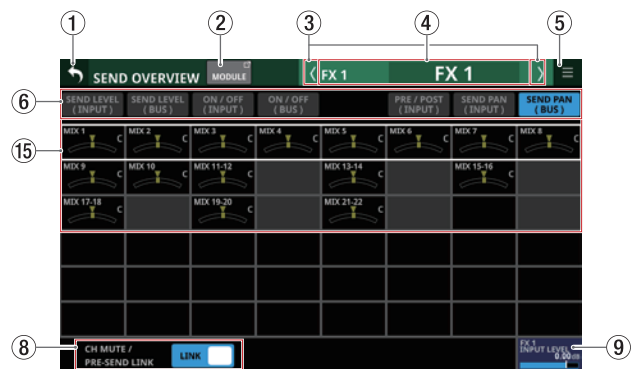 ① ② ③ ④ ⑤
SEND OVERVIEW MODULE FX 1 FX 1
⑥
SEND LEVEL SEND LEVEL ON / OFF ON / OFF PRE / POST SEND PAN SEND PAN
(INPUT) (BUS) (INPUT) (BUS) (INPUT) (INPUT) (BUS)
⑮
MIX 1 C MIX 2 C MIX 3 C MIX 4 C MIX 5 C MIX 6 C MIX 7 C MIX 8 C
MIX 9 C MIX 10 C MIX 11-12 C MIX 13-14 C MIX 15-16 C
MIX 17-18 C MIX 19-20 C MIX 21-22 C
⑧
CH MUTE /
PRE-SEND LINK LINK
FX 1
INPUT LEVEL
0.00 dB
⑨